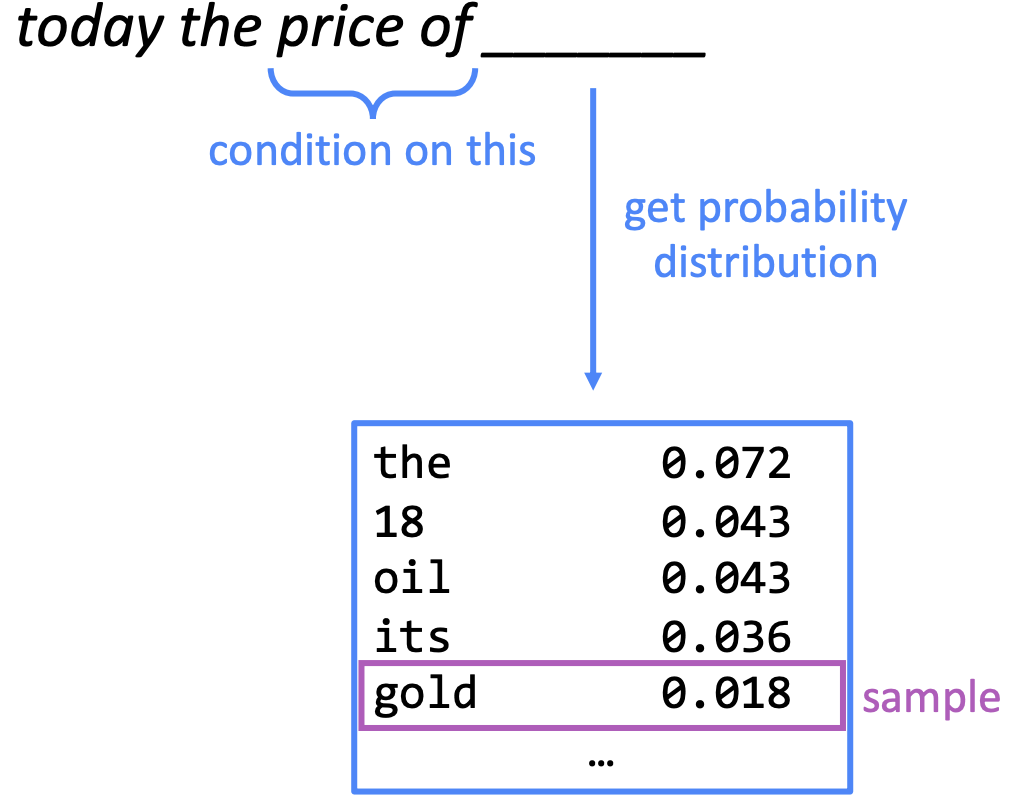 today the price of _______
condition on this
get probability
distribution
the 0.072
18 0.043
oil 0.043
its 0.036
gold 0.018
sample
…